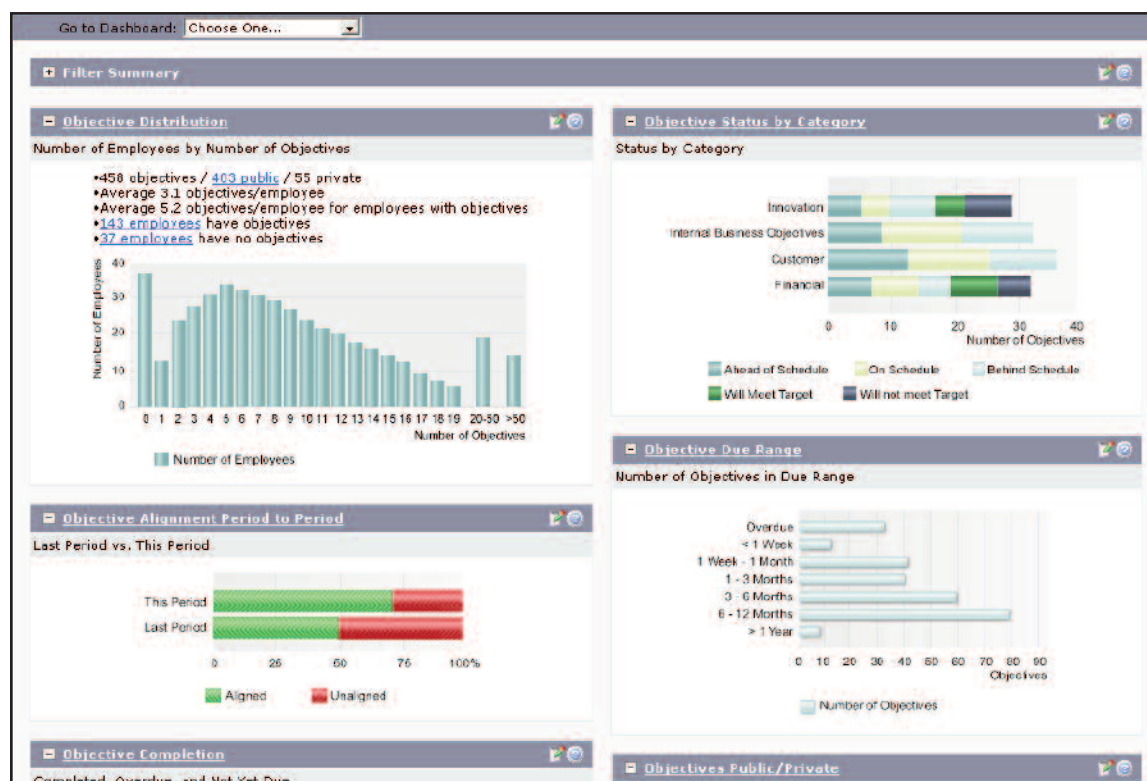 Go to Dashboard: Choose One...
Filter Summary
Objective Distribution
Number of Employees by Number of Objectives
•458 objectives / 403 public / 55 private
•Average 3.1 objectives/employee
•Average 5.2 objectives/employee for employees with objectives
•143 employees have objectives
•37 employees have no objectives
Number of Employees
40
30
20
10
0
0 1 2 3 4 5 6 7 8 9 10 11 12 13 14 15 16 17 18 19 20-50 >50
Number of Objectives
Number of Employees
Objective Alignment Period to Period
Last Period vs. This Period
This Period
Last Period
0 25 50 75 100%
Aligned Unaligned
Objective Completion
Completed, Overdue, and Not Yet Due
Objective Status by Category
Status by Category
Innovation
Internal Business Objectives
Customer
Financial
0 10 20 30 40
Number of Objectives
Ahead of Schedule On Schedule Behind Schedule
Will Meet Target Will not meet Target
Objective Due Range
Number of Objectives in Due Range
Overdue
< 1 Week
1 Week - 1 Month
1 - 3 Months
3 - 6 Months
6 - 12 Months
> 1 Year
0 10 20 30 40 50 60 70 80 90
Objectives
Number of Objectives
Objectives Public/Private